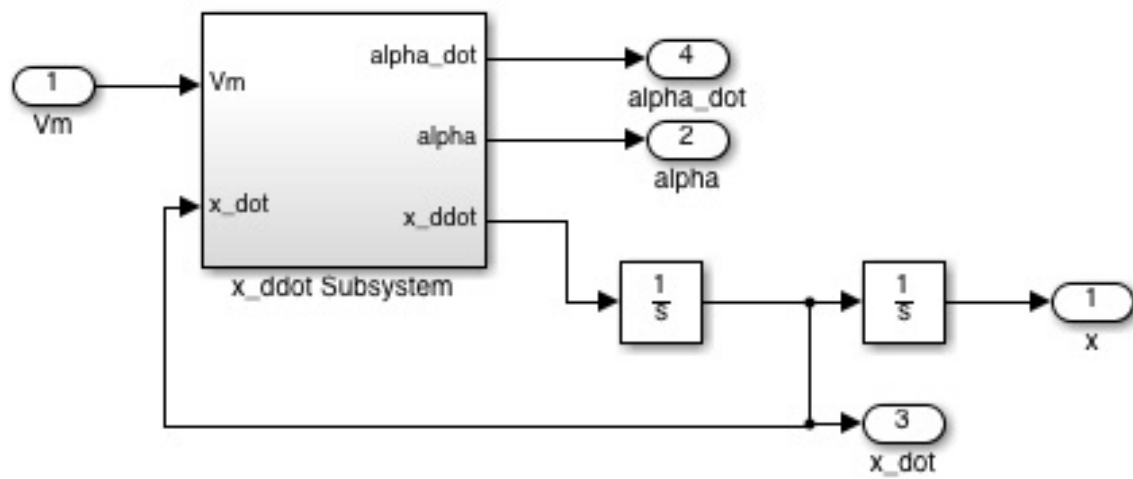 1
Vm
Vm
x_dot
alpha_dot
alpha
x_ddot
x_ddot Subsystem
4
alpha_dot
2
alpha
1
s
1
s
1
x
3
x_dot